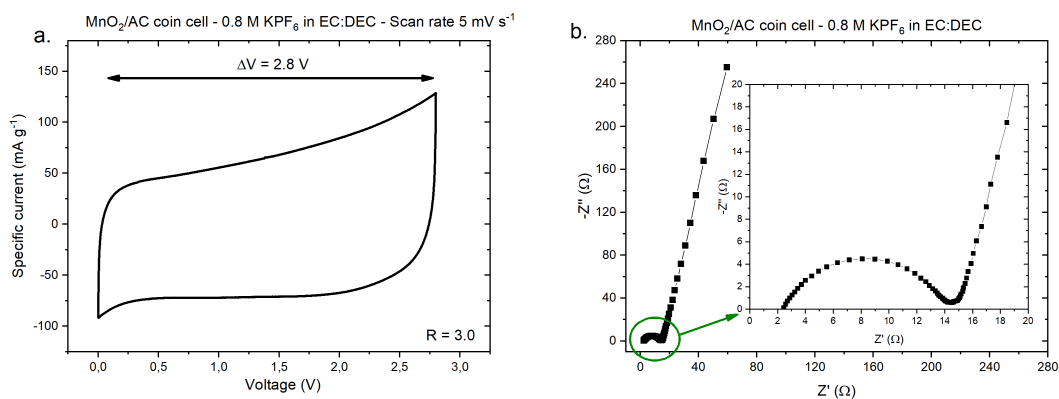 MnO₂/AC coin cell - 0.8 M KPF₆ in EC:DEC - Scan rate 5 mV s⁻¹
a.
ΔV = 2.8 V
150
100
50
0
-50
-100
Specific current (mA g⁻¹)
R = 3.0
0,0 0,5 1,0 1,5 2,0 2,5 3,0
Voltage (V)
b.
MnO₂/AC coin cell - 0.8 M KPF₆ in EC:DEC
280
240
200
160
120
80
40
0
-Z'' (Ω)
0 40 80 120 160 200 240 280
Z' (Ω)
20
18
16
14
12
10
8
6
4
2
0
-Z'' (Ω)
0 2 4 6 8 10 12 14 16 18 20
Z' (Ω)